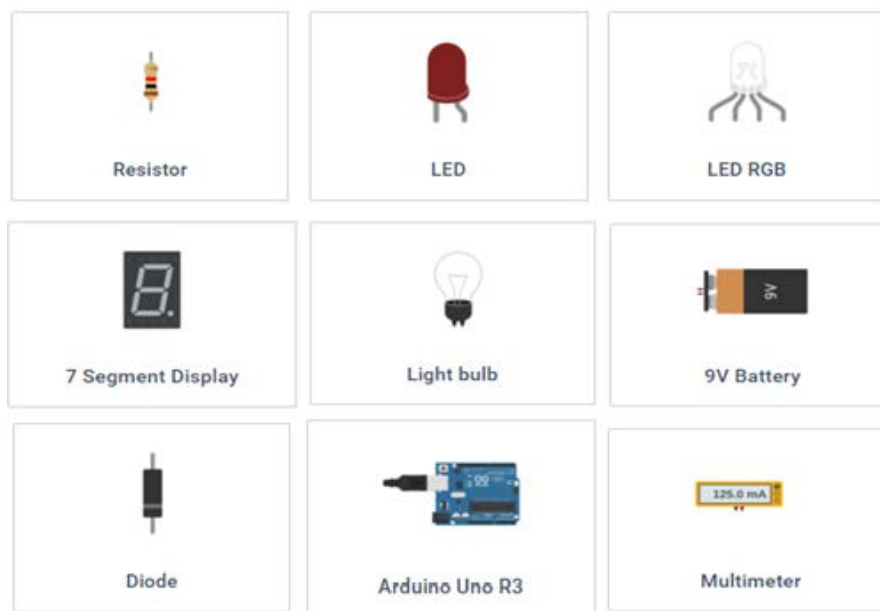 Resistor
LED
LED RGB
7 Segment Display
Light bulb
9V
9V Battery
Diode
Arduino Uno R3
125.0 mA
Multimeter